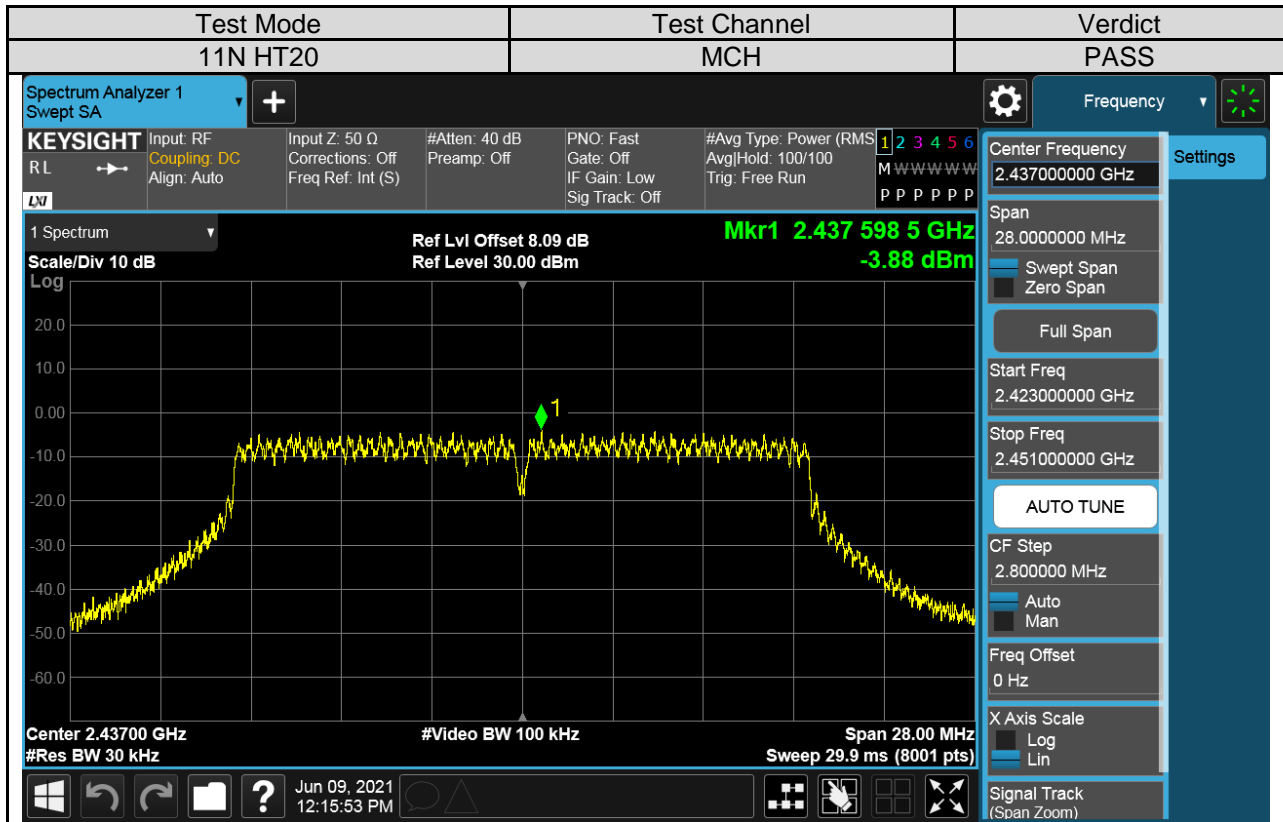 Test Mode Test Channel Verdict
11N HT20 MCH PASS
Spectrum Analyzer 1
Swept SA
Frequency
KEYSIGHT
R L
LXI
Input: RF
Coupling: DC
Align: Auto
Input Z: 50 Ω
Corrections: Off
Freq Ref: Int (S)
#Atten: 40 dB
Preamp: Off
PNO: Fast
Gate: Off
IF Gain: Low
Sig Track: Off
#Avg Type: Power (RMS
Avg|Hold: 100/100
Trig: Free Run
1 2 3 4 5 6
M W W W W W
P P P P P P
1 Spectrum
Scale/Div 10 dB
Ref Lvl Offset 8.09 dB
Ref Level 30.00 dBm
Mkr1 2.437 598 5 GHz
-3.88 dBm
Log
20.0
10.0
0.00
-10.0
-20.0
-30.0
-40.0
-50.0
-60.0
1
Center 2.43700 GHz
#Res BW 30 kHz
#Video BW 100 kHz
Span 28.00 MHz
Sweep 29.9 ms (8001 pts)
Center Frequency
2.437000000 GHz
Settings
Span
28.0000000 MHz
Swept Span
Zero Span
Full Span
Start Freq
2.423000000 GHz
Stop Freq
2.451000000 GHz
AUTO TUNE
CF Step
2.800000 MHz
Auto
Man
Freq Offset
0 Hz
X Axis Scale
Log
Lin
Signal Track
(Span Zoom)
?
Jun 09, 2021
12:15:53 PM